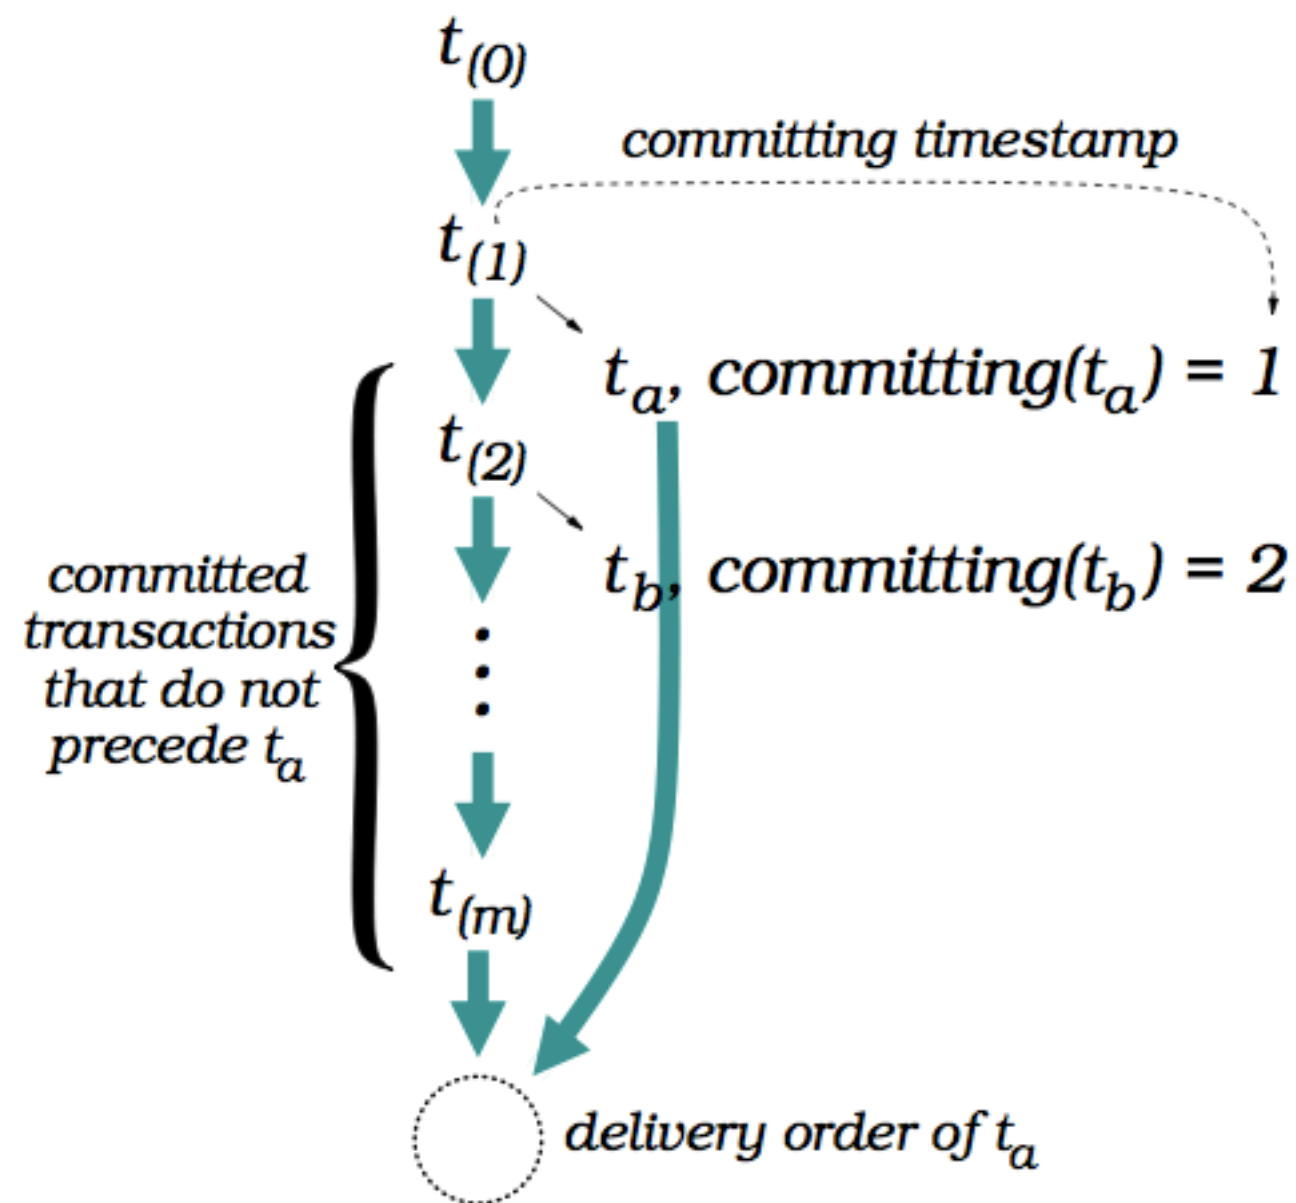 t(0)
committing timestamp
t(1)
ta, committing(ta) = 1
t(2)
tb, committing(tb) = 2
committed
transactions
that do not
precede ta
t(m)
delivery order of ta